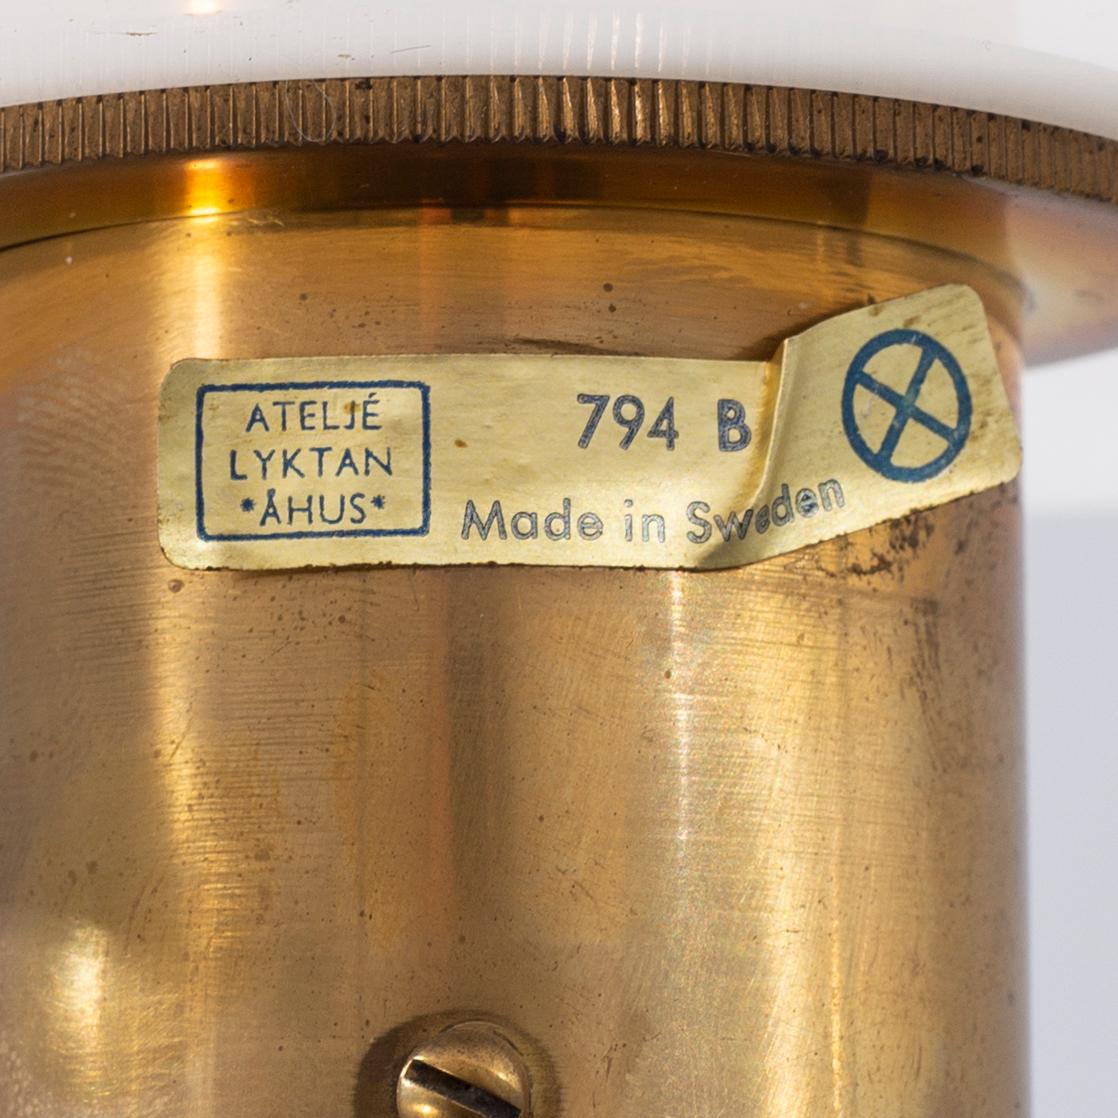 ATELJÉ
LYKTAN
*ÅHUS*
794 B
Made in Sweden